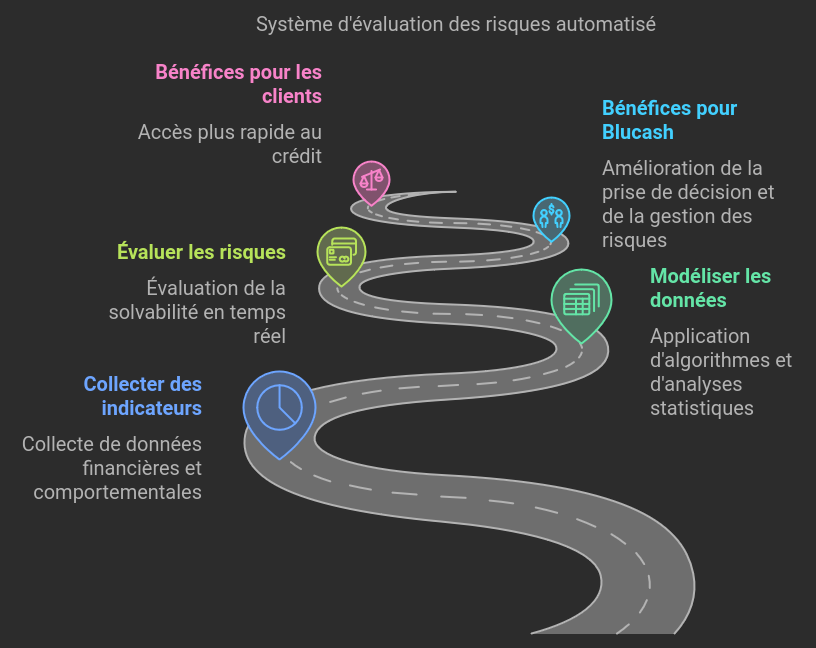 Système d'évaluation des risques automatisé
Bénéfices pour les
clients
Accès plus rapide au
crédit
Bénéfices pour
Blucash
Amélioration de la
prise de décision et
de la gestion des
risques
Évaluer les risques
Évaluation de la
solvabilité en temps
réel
Modéliser les
données
Application
d'algorithmes et
d'analyses
statistiques
Collecter des
indicateurs
Collecte de données
financières et
comportementales